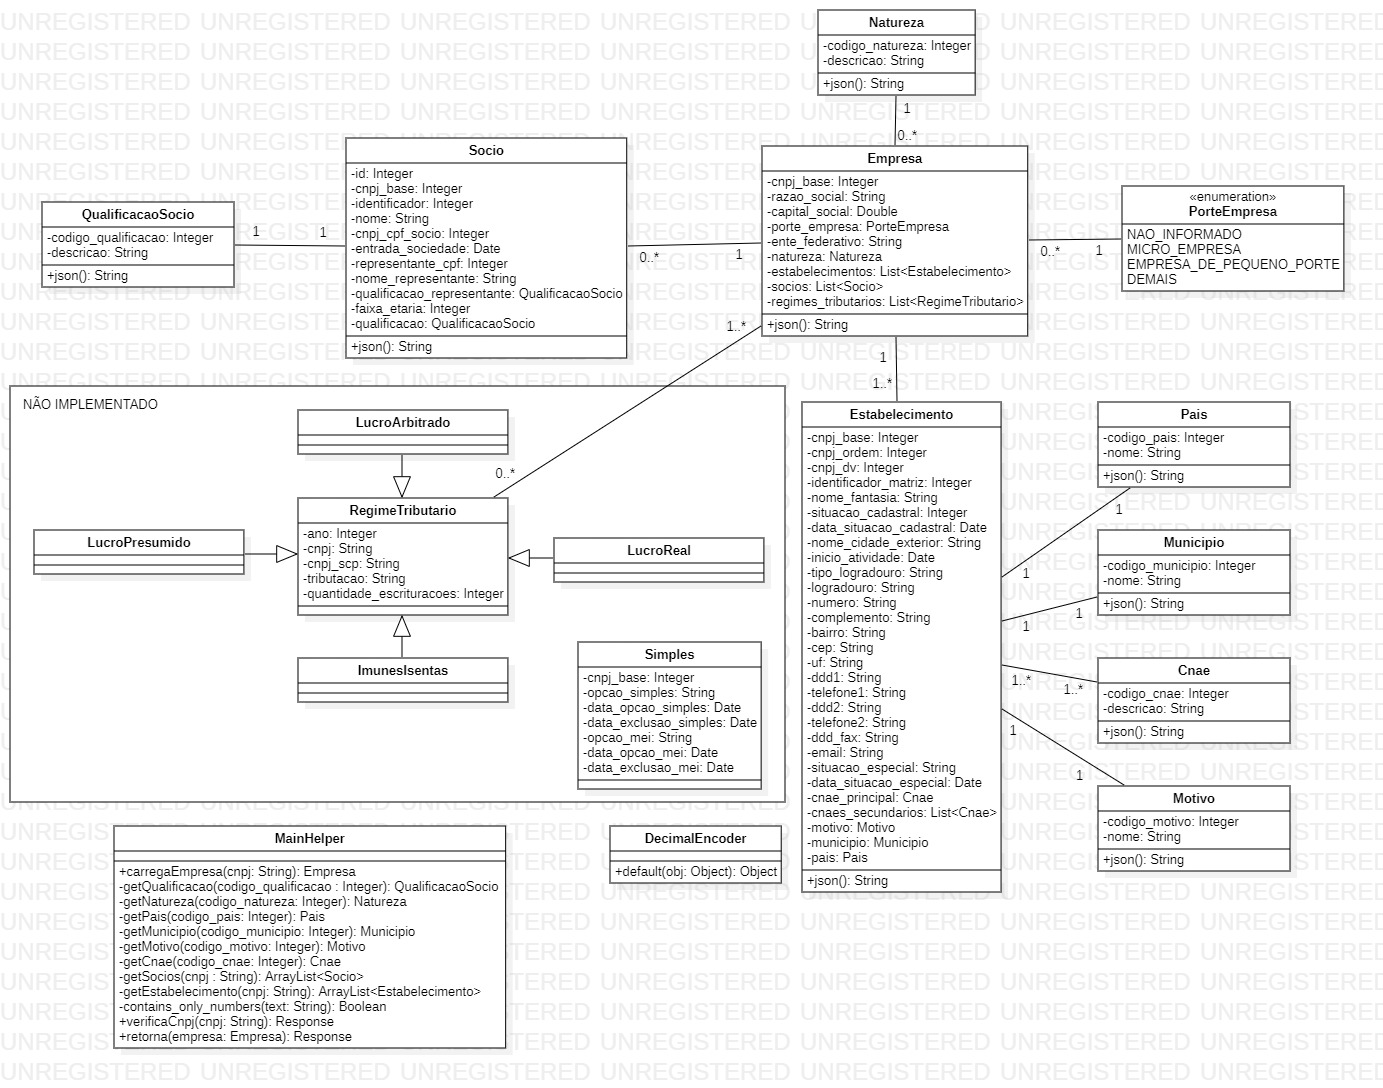 Natureza
-codigo_natureza: Integer
-descricao: String
+json(): String
1
0..*
Socio
-id: Integer
-cnpj_base: Integer
-identificador: Integer
-nome: String
-cnpj_cpf_socio: Integer
-entrada_sociedade: Date
-representante_cpf: Integer
-nome_representante: String
-qualificacao_representante: QualificacaoSocio
-faixa_etaria: Integer
-qualificacao: QualificacaoSocio
+json(): String
Empresa
-cnpj_base: Integer
-razao_social: String
-capital_social: Double
-porte_empresa: PorteEmpresa
-ente_federativo: String
-natureza: Natureza
-estabelecimentos: List<Estabelecimento>
-socios: List<Socio>
-regimes_tributarios: List<RegimeTributario>
+json(): String
«enumeration»
PorteEmpresa
NAO_INFORMADO
MICRO_EMPRESA
EMPRESA_DE_PEQUENO_PORTE
DEMAIS
QualificacaoSocio
-codigo_qualificacao: Integer
-descricao: String
+json(): String
1
1
0..*
1
0..*
1
1..*
0..*
1
1..*
NÃO IMPLEMENTADO
LucroArbitrado
RegimeTributario
-ano: Integer
-cnpj: String
-cnpj_scp: String
-tributacao: String
-quantidade_escrituracoes: Integer
LucroPresumido
LucroReal
ImunesIsentas
Simples
-cnpj_base: Integer
-opcao_simples: String
-data_opcao_simples: Date
-data_exclusao_simples: Date
-opcao_mei: String
-data_opcao_mei: Date
-data_exclusao_mei: Date
Estabelecimento
-cnpj_base: Integer
-cnpj_ordem: Integer
-cnpj_dv: Integer
-identificador_matriz: Integer
-nome_fantasia: String
-situacao_cadastral: Integer
-data_situacao_cadastral: Date
-nome_cidade_exterior: String
-inicio_atividade: Date
-tipo_logradouro: String
-logradouro: String
-numero: String
-complemento: String
-bairro: String
-cep: String
-uf: String
-ddd1: String
-telefone1: String
-ddd2: String
-telefone2: String
-ddd_fax: String
-email: String
-situacao_especial: String
-data_situacao_especial: Date
-cnae_principal: Cnae
-cnaes_secundarios: List<Cnae>
-motivo: Motivo
-municipio: Municipio
-pais: Pais
+json(): String
Pais
-codigo_pais: Integer
-nome: String
+json(): String
1
1
Municipio
-codigo_municipio: Integer
-nome: String
+json(): String
1
1
Cnae
-codigo_cnae: Integer
-descricao: String
+json(): String
1..*
1..*
Motivo
-codigo_motivo: Integer
-nome: String
+json(): String
1
1
MainHelper
+carregaEmpresa(cnpj: String): Empresa
-getQualificacao(codigo_qualificacao : Integer): QualificacaoSocio
-getNatureza(codigo_natureza: Integer): Natureza
-getPais(codigo_pais: Integer): Pais
-getMunicipio(codigo_municipio: Integer): Municipio
-getMotivo(codigo_motivo: Integer): Motivo
-getCnae(codigo_cnae: Integer): Cnae
-getSocios(cnpj : String): ArrayList<Socio>
-getEstabelecimento(cnpj: String): ArrayList<Estabelecimento>
-contains_only_numbers(text: String): Boolean
+verificaCnpj(cnpj: String): Response
+retorna(empresa: Empresa): Response
DecimalEncoder
+default(obj: Object): Object
UNREGISTERED